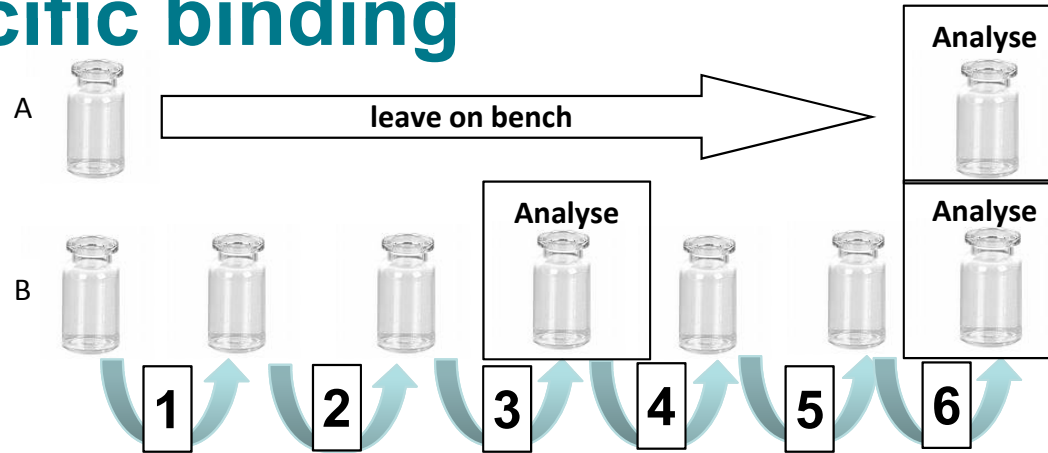 cific binding
Analyse
A
leave on bench
Analyse
Analyse
B
1 2 3 4 5 6